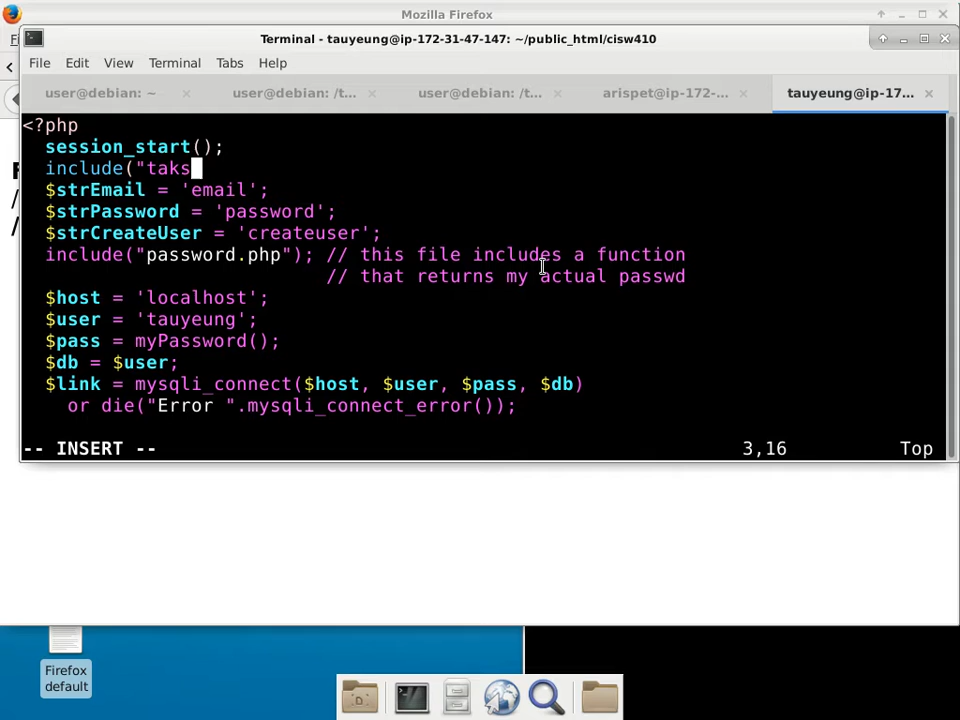 Mozilla Firefox
Terminal - tauyeung@ip-172-31-47-147: ~/public_html/cisw410
File Edit View Terminal Tabs Help
user@debian: ~ user@debian: /t... user@debian: /t... arispet@ip-172-... tauyeung@ip-17...
<?php
session_start();
include("taks
$strEmail = 'email';
$strPassword = 'password';
$strCreateUser = 'createuser';
include("password.php"); // this file includes a function
// that returns my actual passwd
$host = 'localhost';
$user = 'tauyeung';
$pass = myPassword();
$db = $user;
$link = mysqli_connect($host, $user, $pass, $db)
or die("Error ".mysqli_connect_error());
-- INSERT -- 3,16 Top
Firefox
default